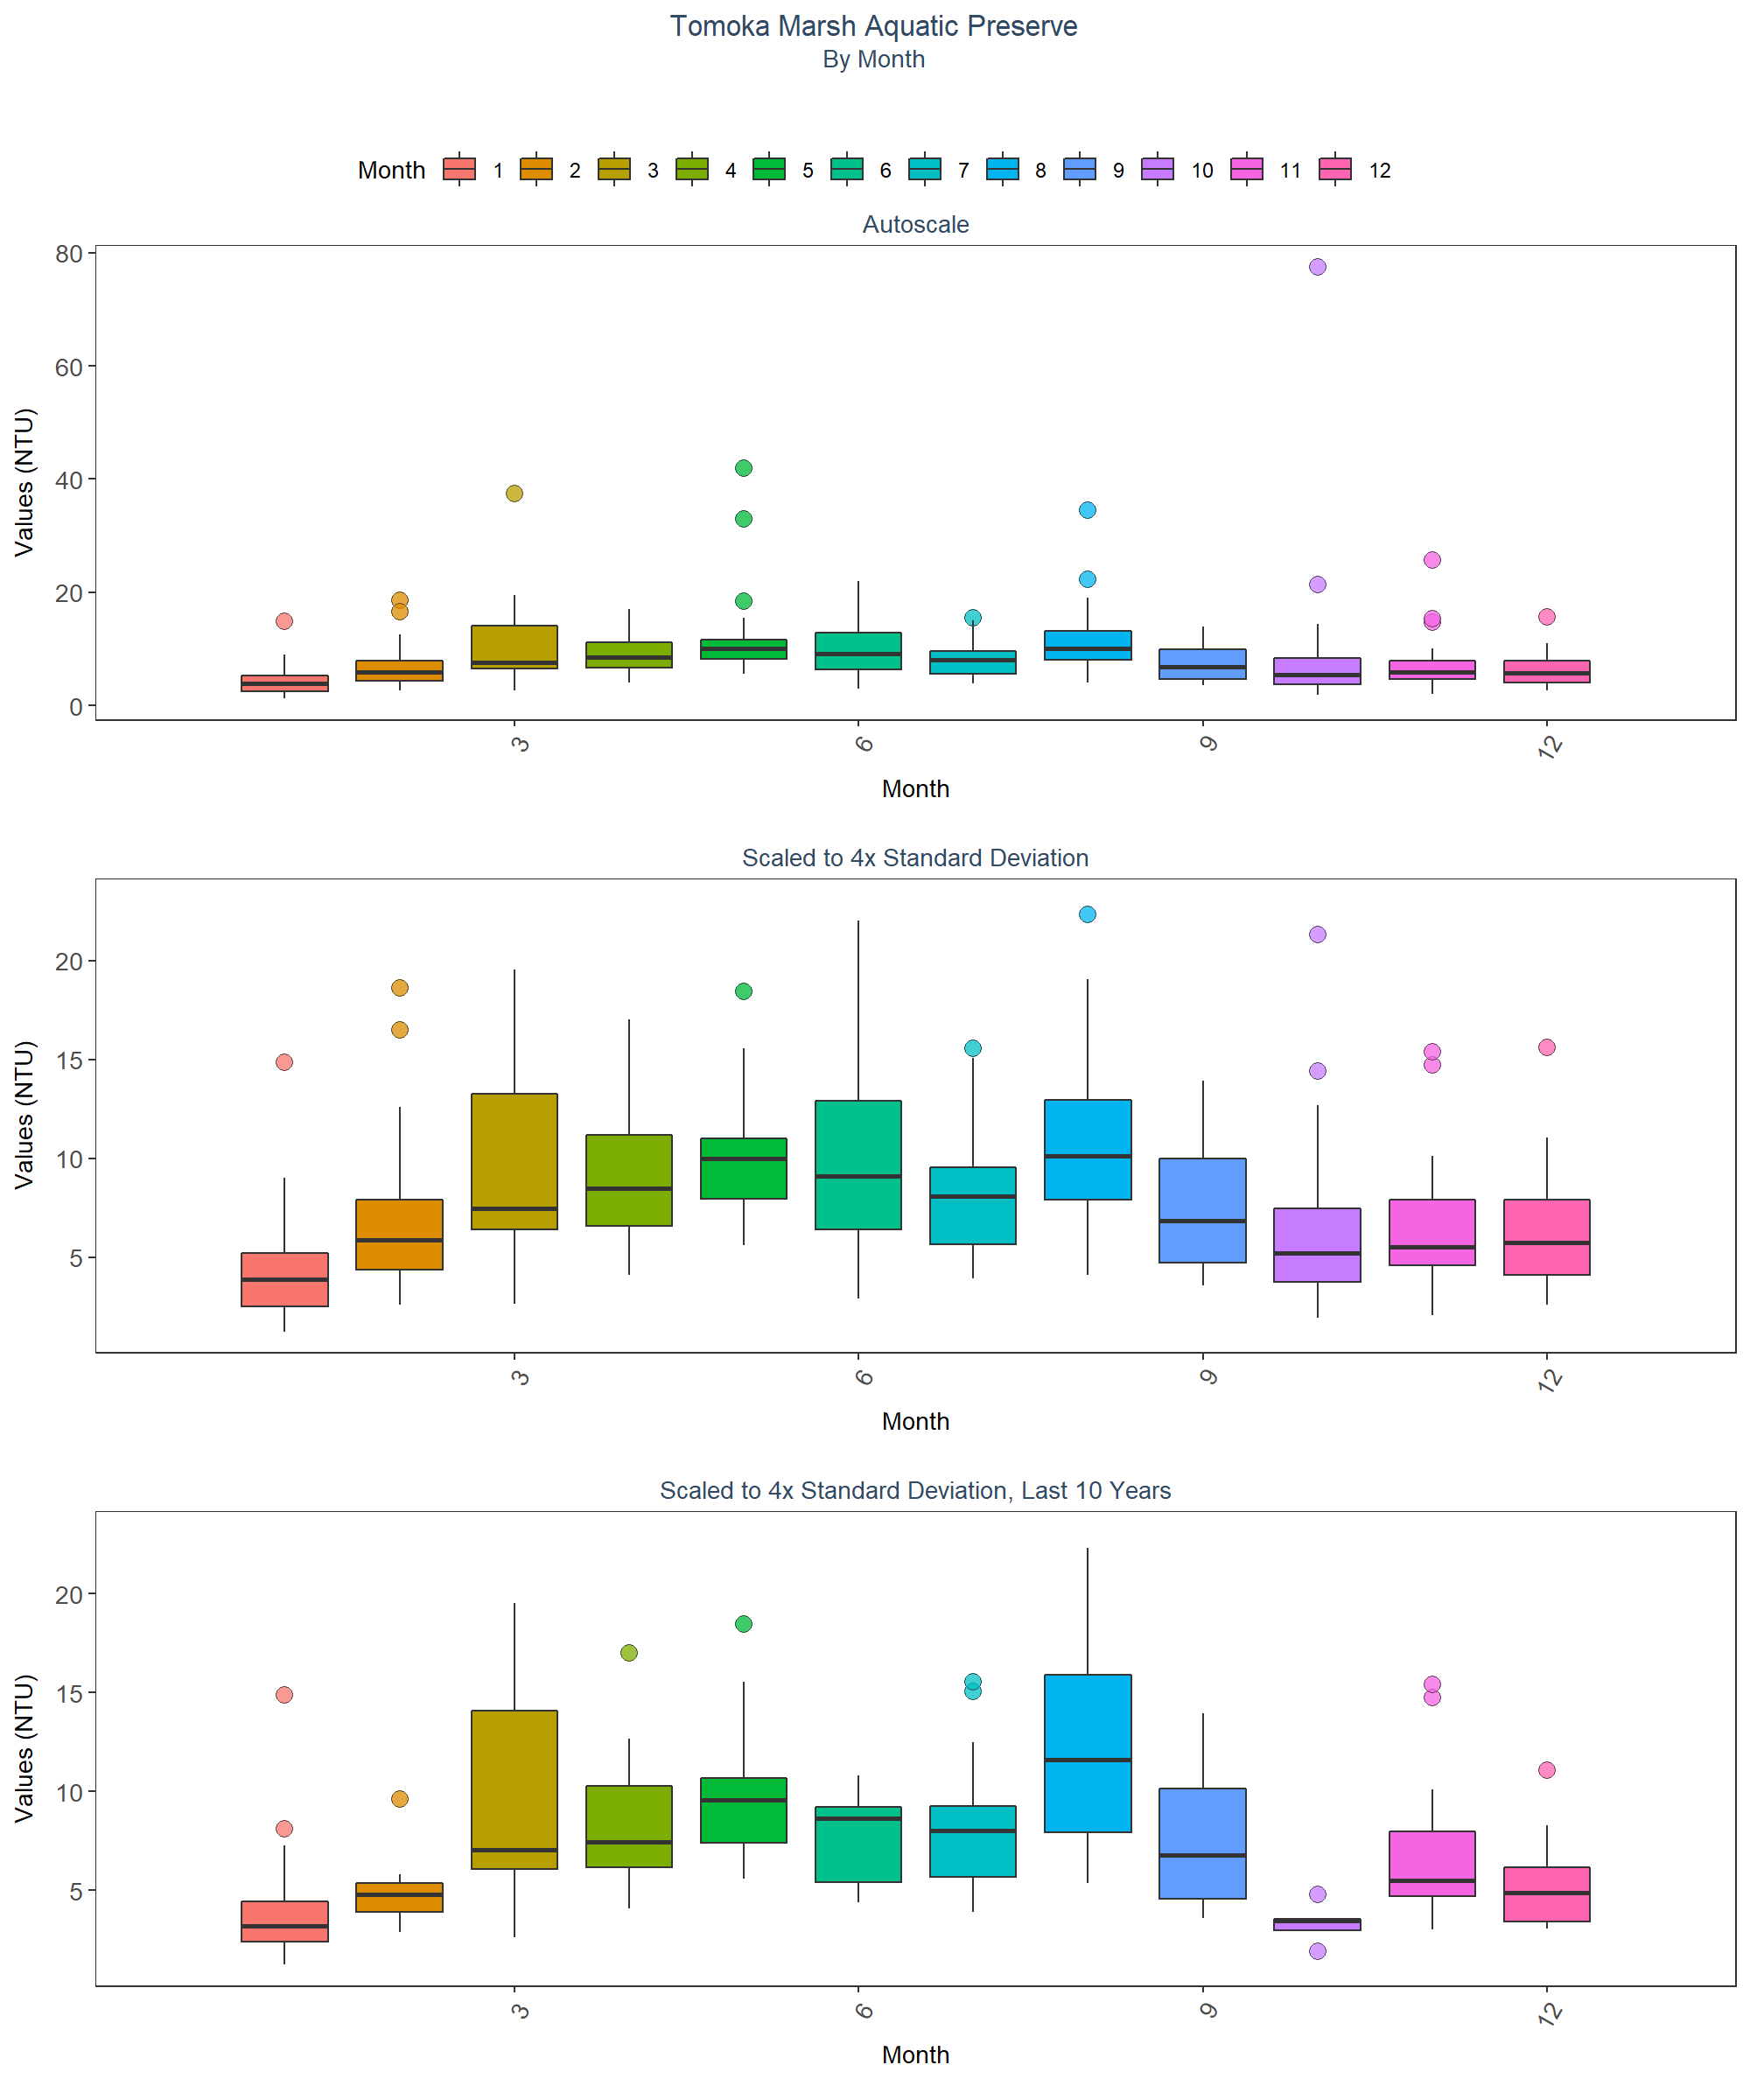 Tomoka Marsh Aquatic Preserve
By Month
Month 1 2 3 4 5 6 7 8 9 10 11 12
Autoscale
80
60
40
20
0
Values (NTU)
3 6 9 12
Month
Scaled to 4x Standard Deviation
20
15
10
5
Values (NTU)
3 6 9 12
Month
Scaled to 4x Standard Deviation, Last 10 Years
20
15
10
5
Values (NTU)
3 6 9 12
Month